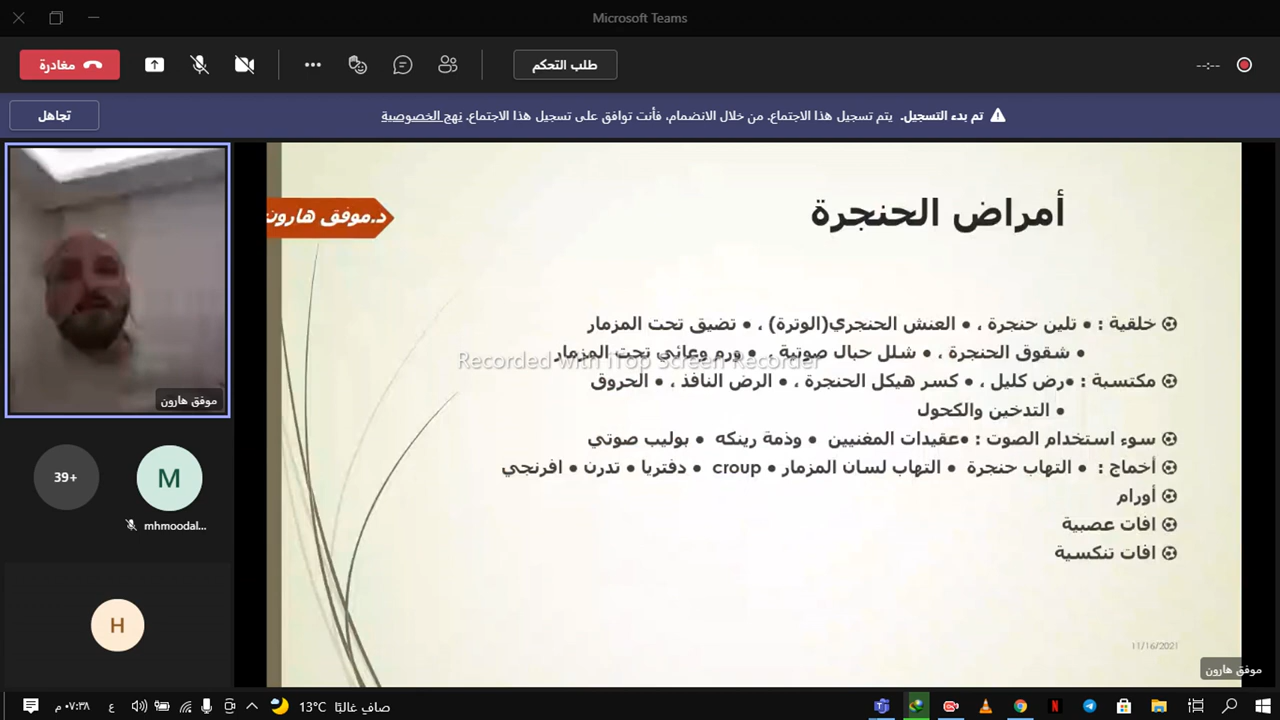 Microsoft Teams
مغادرة
طلب التحكم
--:--
تم بدء التسجيل. يتم تسجيل هذا الاجتماع. من خلال الانضمام، فأنت توافق على تسجيل هذا الاجتماع. نهج الخصوصية
تجاهل
د.موفق هارون
أمراض الحنجرة
خلقية : • تلين حنجرة ، • العنش الحنجري(الوترة) ، • تضيق تحت المزمار
• شقوق الحنجرة ، • شلل حبال صوتية ، • ورم وعائي تحت المزمار
Recorded with iTop Screen Recorder
مكتسبة : •رض كليل ، • كسر هيكل الحنجرة ، • الرض النافذ ، • الحروق
• التدخين والكحول
سوء استخدام الصوت : •عقيدات المغنيين • وذمة رينكه • بوليب صوتي
أخماج : • التهاب حنجرة • التهاب لسان المزمار • croup • دفتريا • تدرن • افرنجي
أورام
افات عصبية
افات تنكسية
11/16/2021
موفق هارون
موفق هارون
39+
M
mhmoodal...
H
٠٧:٣٨ م
ع
13°C صافٍ غالبًا